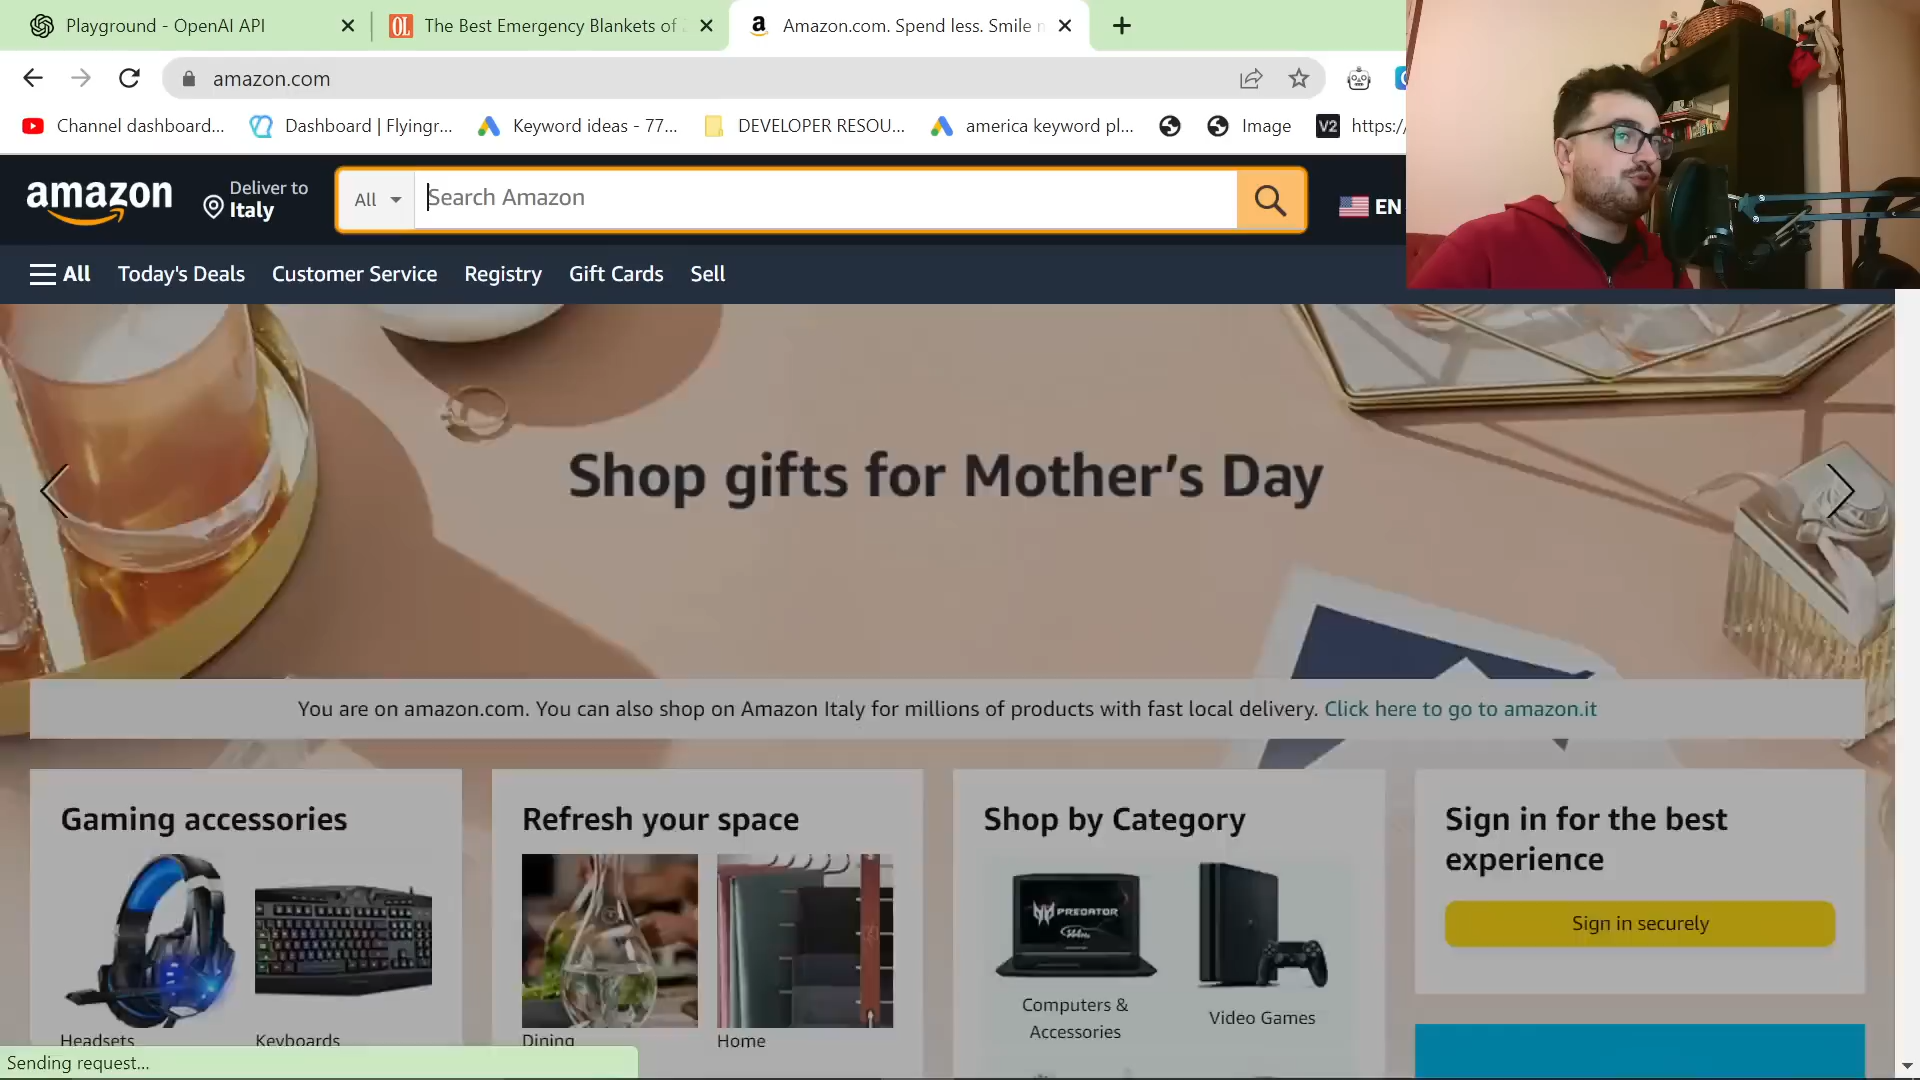 Playground - OpenAI API
The Best Emergency Blankets of
Amazon.com. Spend less. Smile
amazon.com
Channel dashboard...
Dashboard | Flyingr...
Keyword ideas - 77...
DEVELOPER RESOU...
america keyword pl...
Image
V2
https:/
amazon
Deliver to
Italy
All
Search Amazon
EN
All
Today's Deals
Customer Service
Registry
Gift Cards
Sell
Shop gifts for Mother's Day
You are on amazon.com. You can also shop on Amazon Italy for millions of products with fast local delivery. Click here to go to amazon.it
Gaming accessories
Headsets
Keyboards
Refresh your space
Dining
Home
Shop by Category
PREDATOR
Computers &
Accessories
Video Games
Sign in for the best
experience
Sign in securely
Sending request...